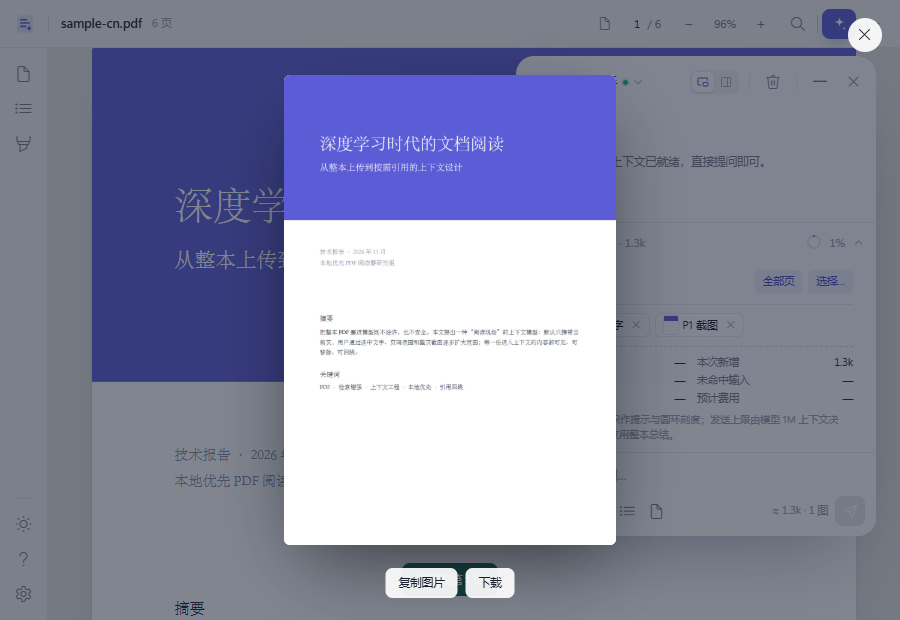 sample-cn.pdf 6 页
1 / 6
96%
深度学习时代的文档阅读
从整本上传到按需引用的上下文设计
技术报告 · 2026 年 11 月
本地优先 PDF 阅读器研究组
摘要
关键词
PDF · 检索增强 · 上下文工程 · 本地优先 · 引用回跳
深度学
从整本上传到
技术报告 · 2026
本地优先 PDF 阅读
摘要
上下文已就绪，直接提问即可。
· 1.3k
1%
全部页
选择...
字
P1 截图
— 本次新增 1.3k
— 未命中输入 —
— 预计费用 —
作提示与圆环刻度；发送上限由模型 1M 上下文决
用整本总结。
≈ 1.3k · 1 图
复制图片
下载